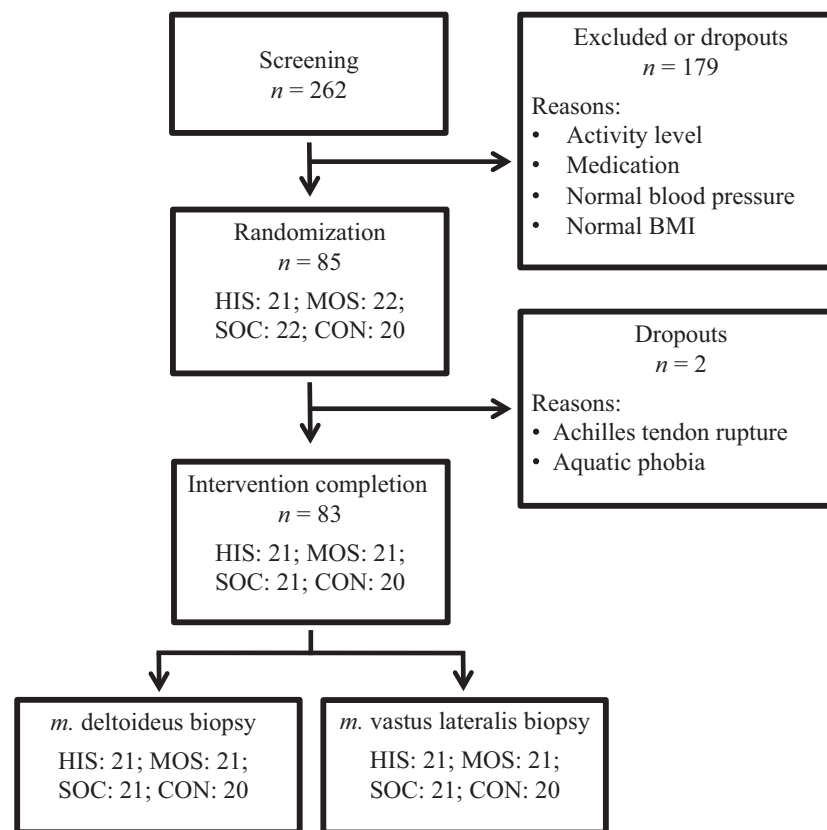 Screening
n = 262
Excluded or dropouts
n = 179
Reasons:
• Activity level
• Medication
• Normal blood pressure
• Normal BMI
Randomization
n = 85
HIS: 21; MOS: 22;
SOC: 22; CON: 20
Dropouts
n = 2
Reasons:
• Achilles tendon rupture
• Aquatic phobia
Intervention completion
n = 83
HIS: 21; MOS: 21;
SOC: 21; CON: 20
m. deltoideus biopsy
HIS: 21; MOS: 21;
SOC: 21; CON: 20
m. vastus lateralis biopsy
HIS: 21; MOS: 21;
SOC: 21; CON: 20